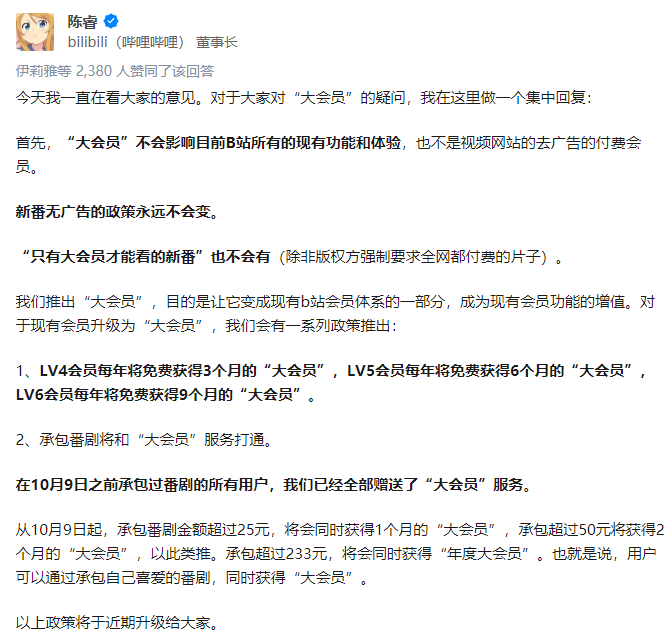 陈睿
bilibili（哔哩哔哩） 董事长
伊莉雅等 2,380 人赞同了该回答
今天我一直在看大家的意见。对于大家对“大会员”的疑问，我在这里做一个集中回复：
首先，“大会员”不会影响目前B站所有的现有功能和体验，也不是视频网站的去广告的付费会
员。
新番无广告的政策永远不会变。
“只有大会员才能看的新番”也不会有（除非版权方强制要求全网都付费的片子）。
我们推出“大会员”，目的是让它变成现有b站会员体系的一部分，成为现有会员功能的增值。对
于现有会员升级为“大会员”，我们会有一系列政策推出：
1、LV4会员每年将免费获得3个月的“大会员”，LV5会员每年将免费获得6个月的“大会员”，
LV6会员每年将免费获得9个月的“大会员”。
2、承包番剧将和“大会员”服务打通。
在10月9日之前承包过番剧的所有用户，我们已经全部赠送了“大会员”服务。
从10月9日起，承包番剧金额超过25元，将会同时获得1个月的“大会员”，承包超过50元将获得2
个月的“大会员”，以此类推。承包超过233元，将会同时获得“年度大会员”。也就是说，用户
可以通过承包自己喜爱的番剧，同时获得“大会员”。
以上政策将于近期升级给大家。